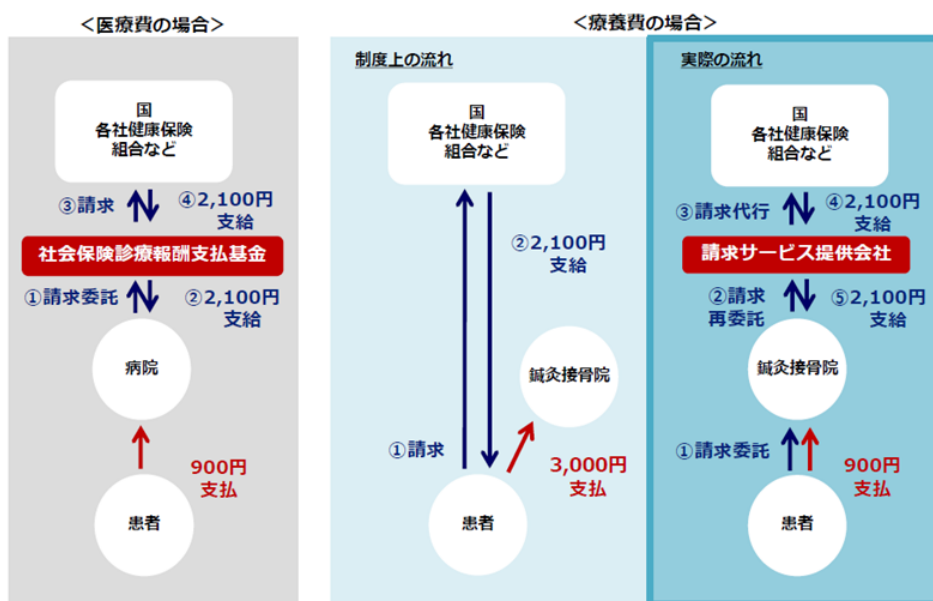 ＜医療費の場合＞
国
各社健康保険
組合など
③請求
④2,100円
支給
社会保険診療報酬支払基金
①請求委託
②2,100円
支給
病院
900円
支払
患者
＜療養費の場合＞
制度上の流れ
国
各社健康保険
組合など
②2,100円
支給
鍼灸接骨院
①請求
3,000円
支払
患者
実際の流れ
国
各社健康保険
組合など
③請求代行
④2,100円
支給
請求サービス提供会社
②請求
再委託
⑤2,100円
支給
鍼灸接骨院
①請求委託
900円
支払
患者